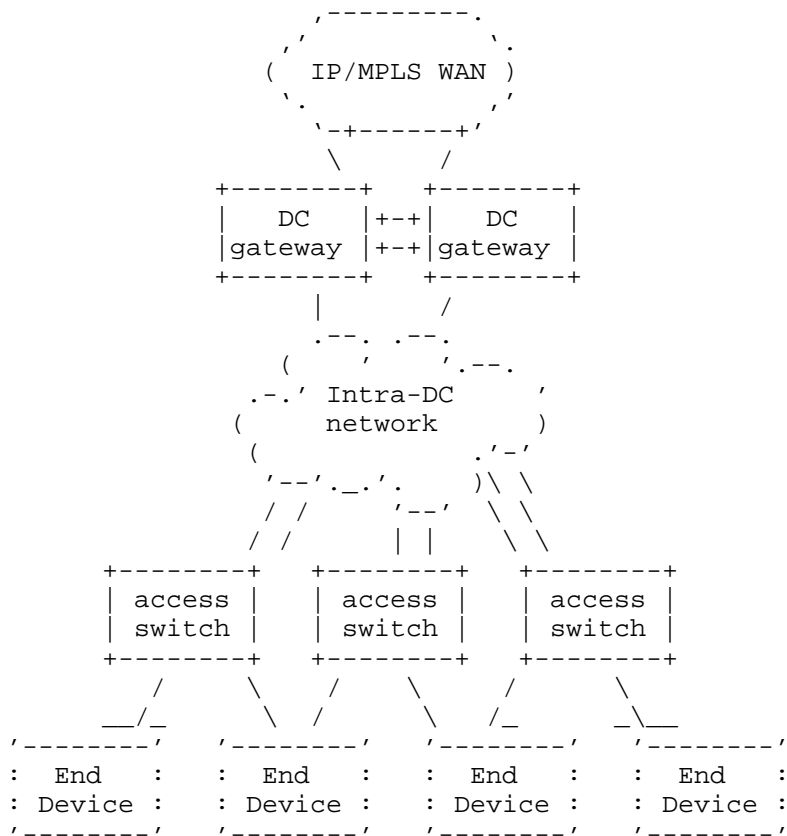 IP/MPLS WAN
DC DC
gateway gateway
Intra-DC
network
access access access
switch switch switch
End End End End
Device Device Device Device